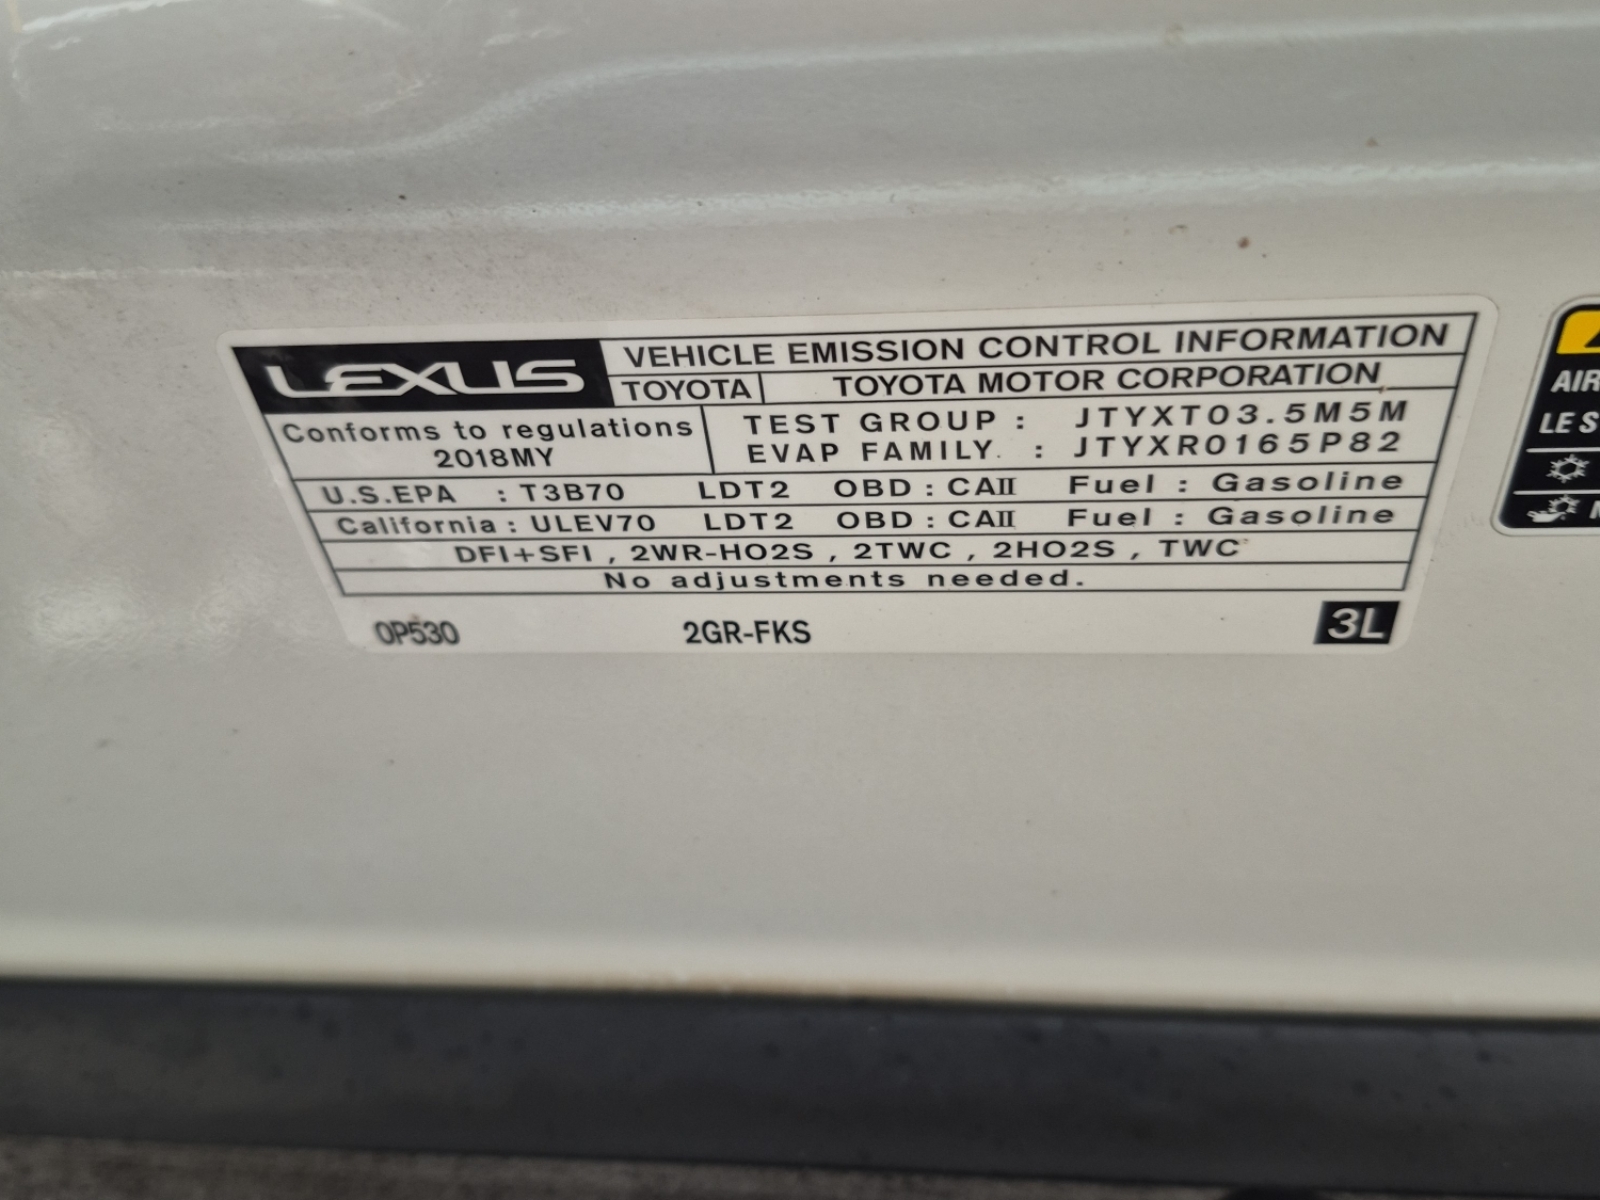 LEXUS
VEHICLE EMISSION CONTROL INFORMATION
TOYOTA TOYOTA MOTOR CORPORATION
Conforms to regulations
2018MY
TEST GROUP : JTYXT03.5M5M
EVAP FAMILY. : JTYXR0165P82
U.S.EPA : T3B70 LDT2 OBD : CAII Fuel : Gasoline
California : ULEV70 LDT2 OBD : CAII Fuel : Gasoline
DFI+SFI , 2WR-HO2S , 2TWC , 2HO2S , TWC
No adjustments needed.
0P530 2GR-FKS 3L
AIR
LE S